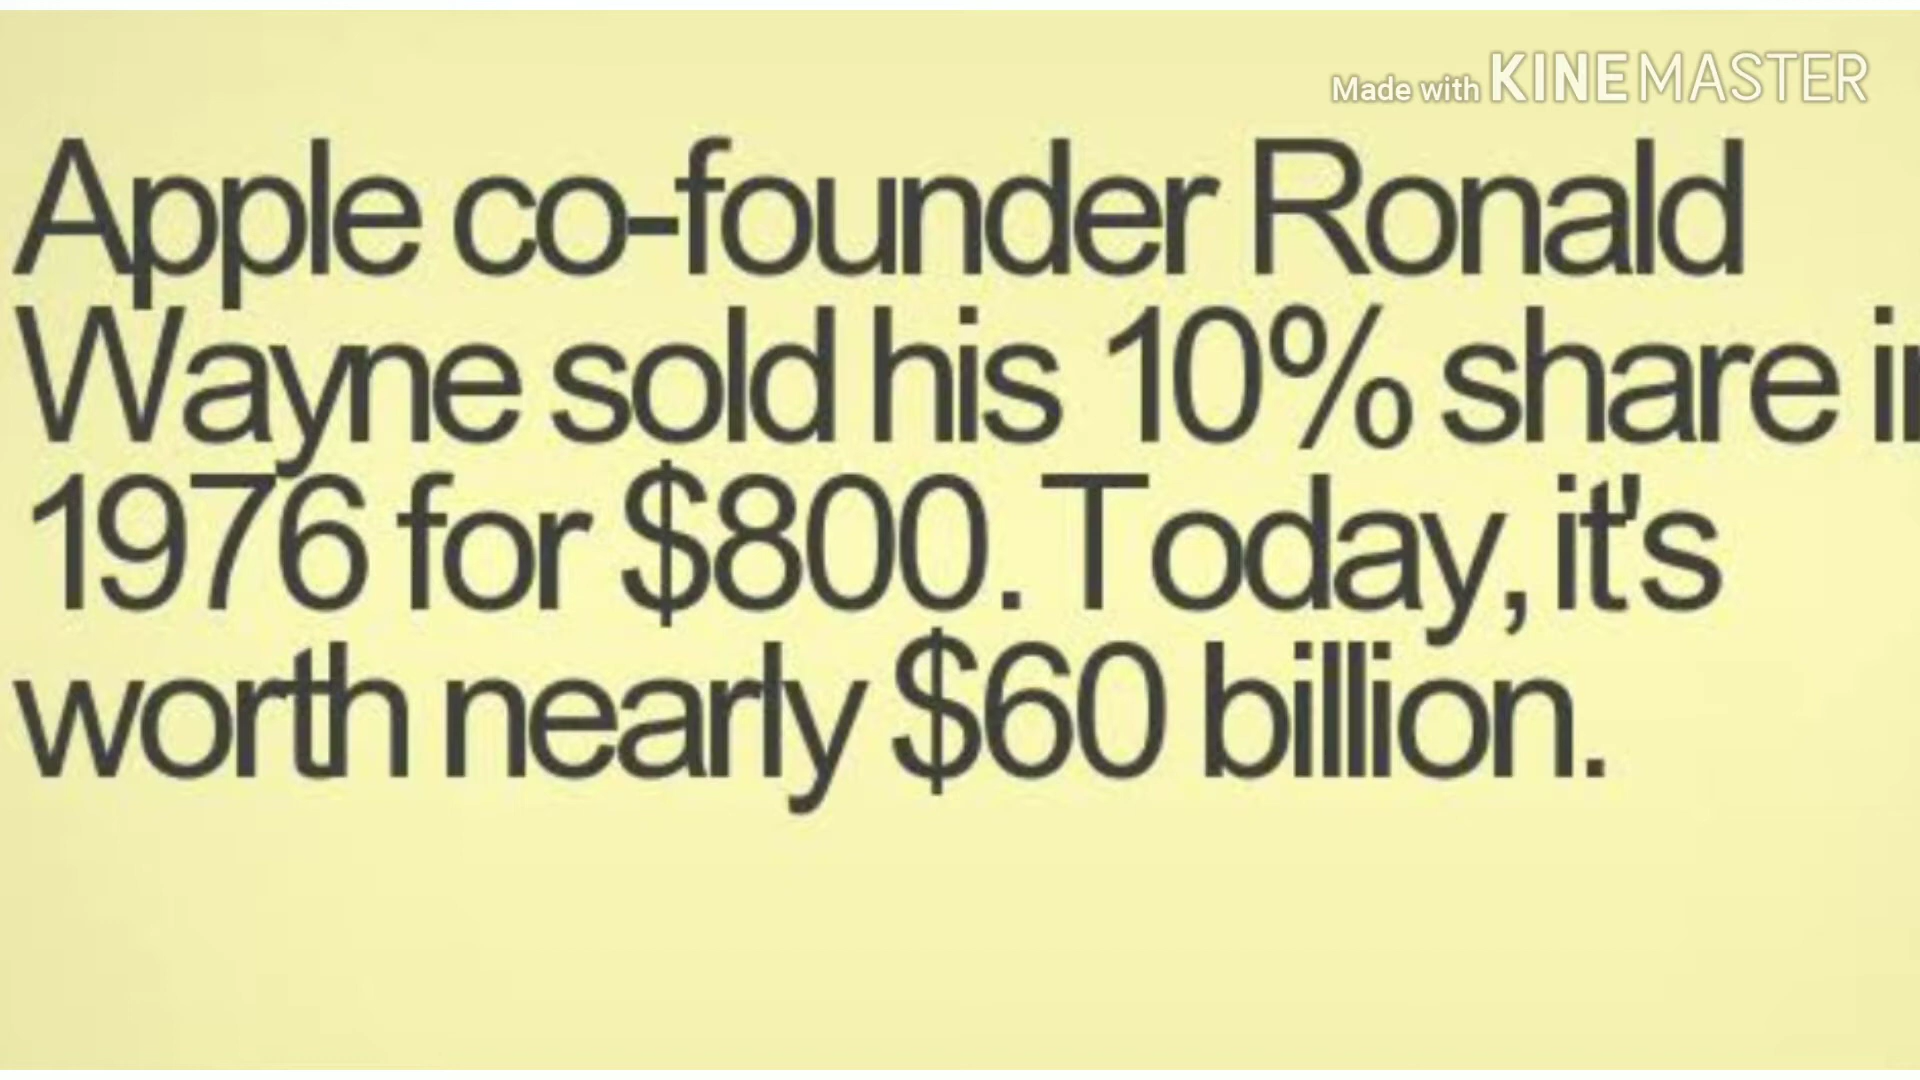 Made with KINEMASTER
Apple co-founder Ronald
Wayne sold his 10% share in
1976 for $800. Today, it's
worth nearly $60 billion.